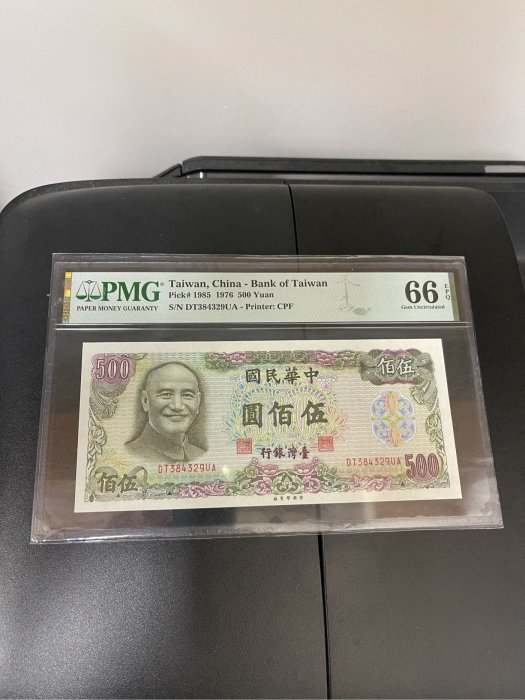 PMG
PAPER MONEY GUARANTY
Taiwan, China - Bank of Taiwan
Pick# 1985 1976 500 Yuan
S/N DT384329UA - Printer: CPF
66 EPQ
Gem Uncirculated
500
國民華中
佰伍
圓佰伍
行銀灣臺
DT384329UA
DT384329UA
佰伍
500